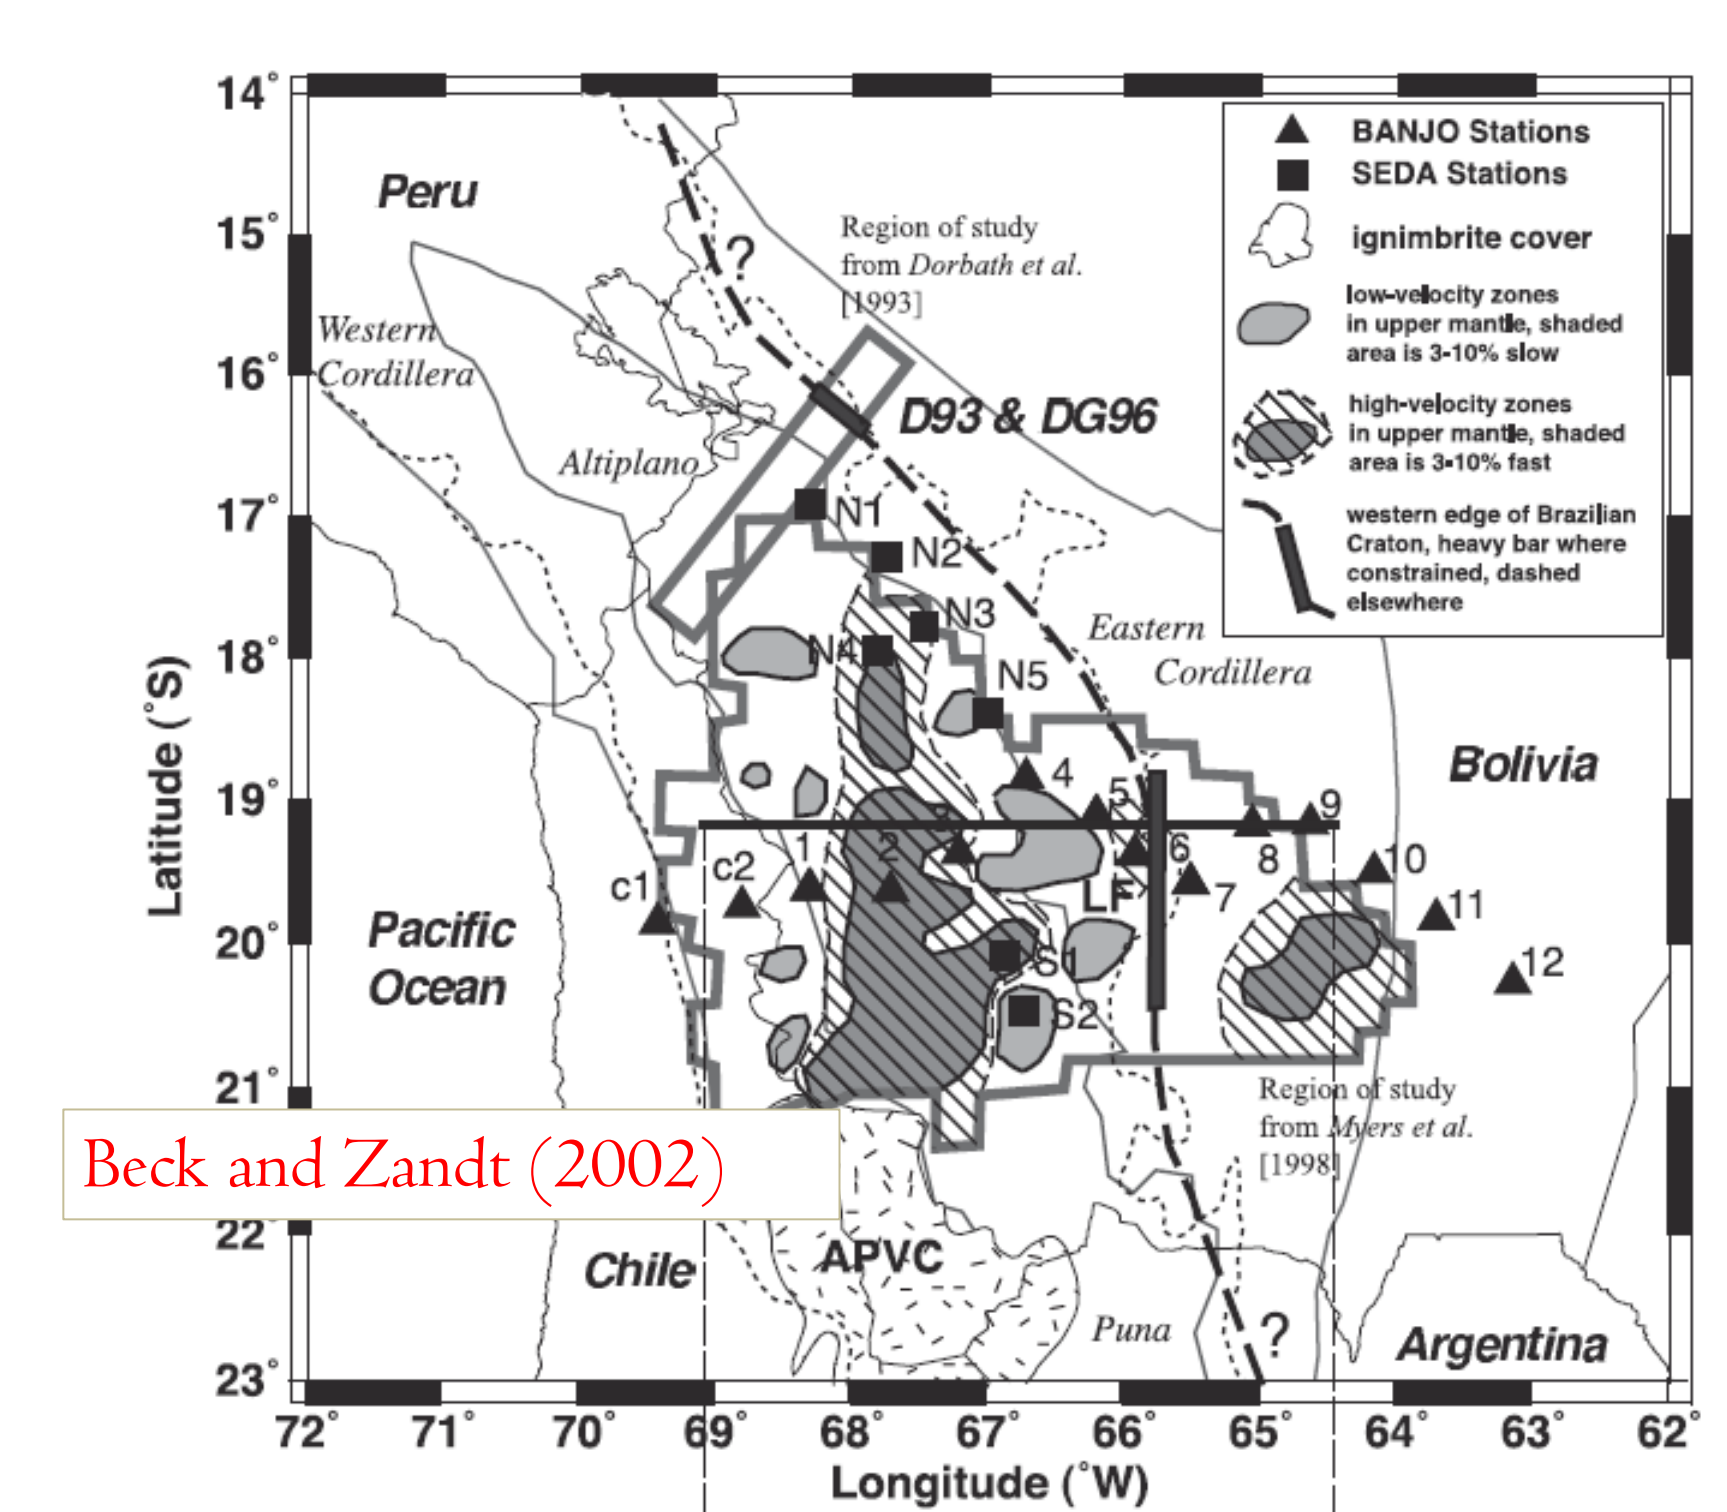 14°
15°
16°
17°
18°
19°
20°
21°
22°
23°
Latitude (°S)
72°
71°
70°
69°
68°
67°
66°
65°
64°
63°
62°
Longitude (°W)
BANJO Stations
SEDA Stations
ignimbrite cover
low-velocity zones
in upper mantle, shaded
area is 3-10% slow
high-velocity zones
in upper mantle, shaded
area is 3-10% fast
western edge of Brazilian
Craton, heavy bar where
constrained, dashed
elsewhere
Peru
?
Region of study
from Dorbath et al.
[1993]
Western
Cordillera
D93 & DG96
Altiplano
N1
N2
N3
N4
N5
Eastern
Cordillera
Bolivia
4
5
9
3
1
2
6
8
10
c1
c2
LF
7
11
Pacific
Ocean
S1
12
S2
Region of study
from Myers et al.
[1998]
Beck and Zandt (2002)
Chile
APVC
Puna
?
Argentina